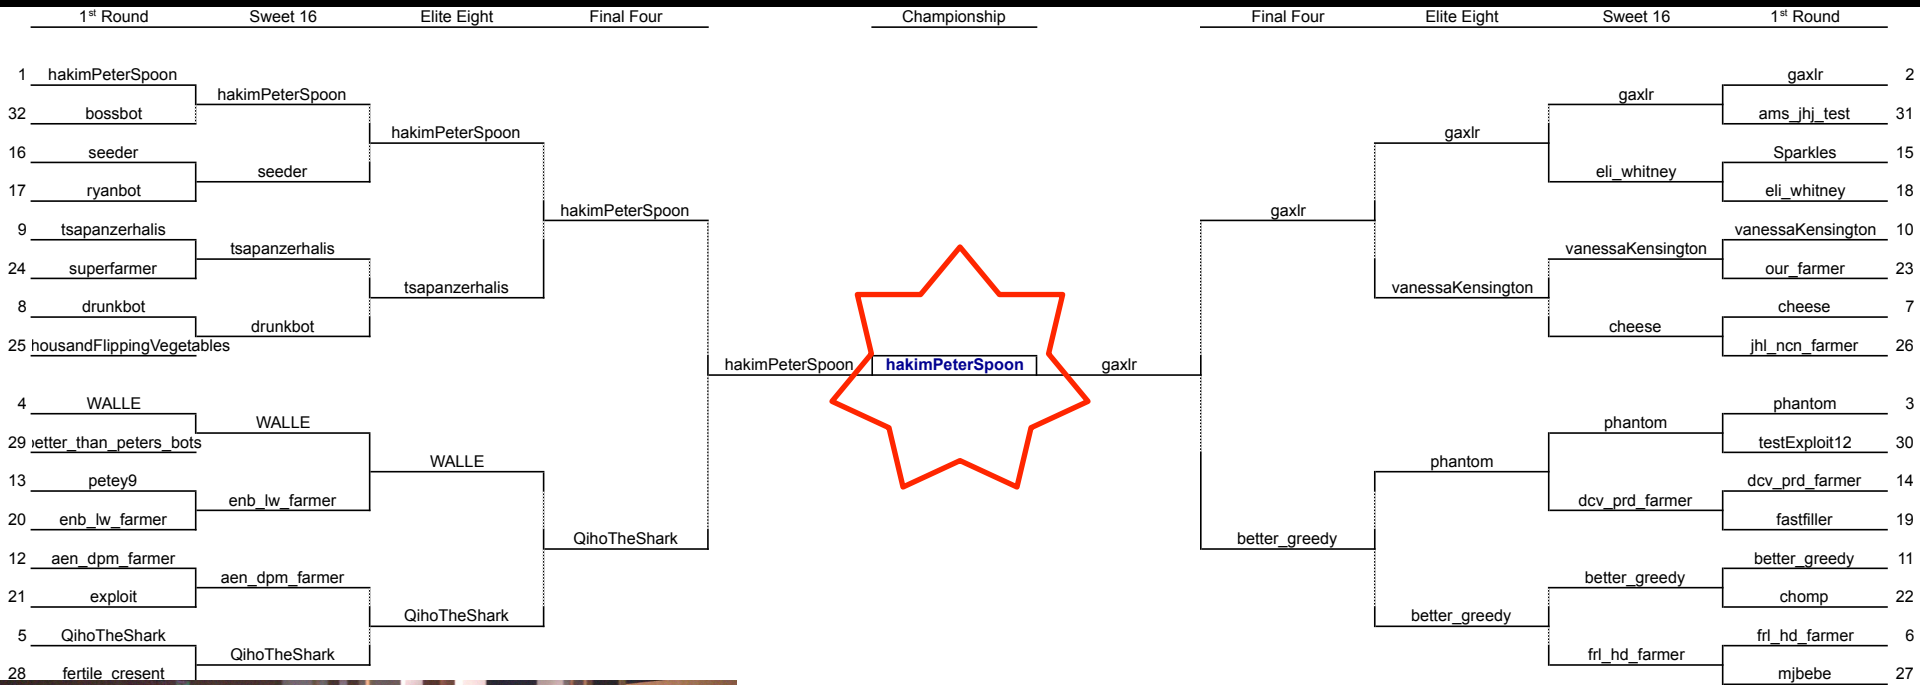 1st Round Sweet 16 Elite Eight Final Four Championship Final Four Elite Eight Sweet 16 1st Round
1 hakimPeterSpoon gaxlr 2
hakimPeterSpoon gaxlr
32 bossbot ams_jhj_test 31
hakimPeterSpoon gaxlr
16 seeder Sparkles 15
seeder eli_whitney
17 ryanbot eli_whitney 18
hakimPeterSpoon gaxlr
9 tsapanzerhalis vanessaKensington 10
tsapanzerhalis vanessaKensington
24 superfarmer our_farmer 23
tsapanzerhalis vanessaKensington
8 drunkbot cheese 7
drunkbot cheese
25 housandFlippingVegetables jhl_ncn_farmer 26
hakimPeterSpoon hakimPeterSpoon gaxlr
4 WALLE phantom 3
WALLE phantom
29 etter_than_peters_bots testExploit12 30
WALLE phantom
13 petey9 dcv_prd_farmer 14
enb_lw_farmer dcv_prd_farmer
20 enb_lw_farmer fastfiller 19
QihoTheShark better_greedy
12 aen_dpm_farmer better_greedy 11
aen_dpm_farmer better_greedy
21 exploit chomp 22
QihoTheShark better_greedy
5 QihoTheShark frl_hd_farmer 6
QihoTheShark frl_hd_farmer
28 fertile_cresent mjbebe 27